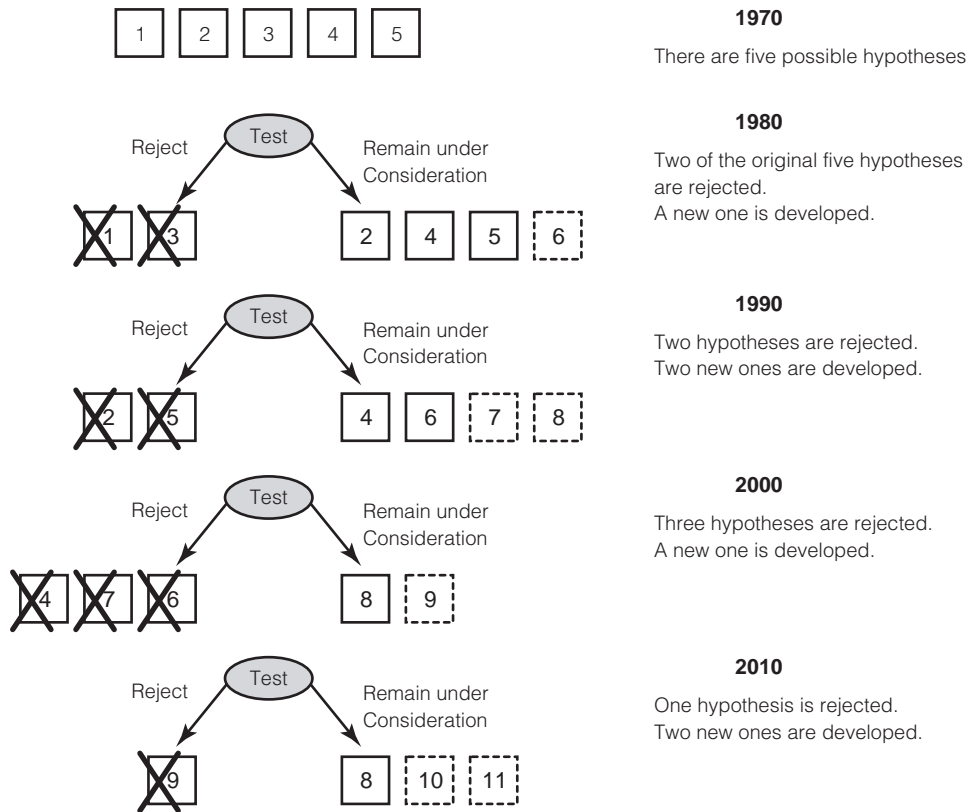 1 2 3 4 5
1970
There are five possible hypotheses
1980
Reject
Test
Remain under
Consideration
Two of the original five hypotheses
are rejected.
A new one is developed.
1 3
2 4 5 6
1990
Reject
Test
Remain under
Consideration
Two hypotheses are rejected.
Two new ones are developed.
2 5
4 6 7 8
2000
Reject
Test
Remain under
Consideration
Three hypotheses are rejected.
A new one is developed.
4 7 6
8 9
2010
Reject
Test
Remain under
Consideration
One hypothesis is rejected.
Two new ones are developed.
9
8 10 11